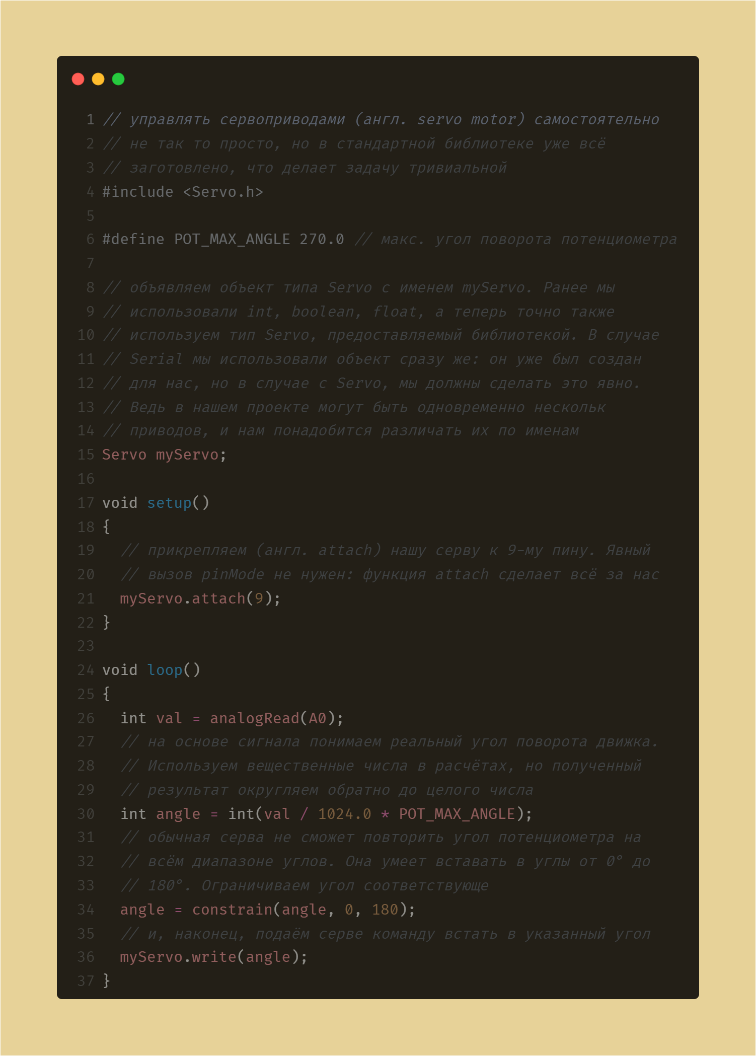 1 // управлять сервоприводами (англ. servo motor) самостоятельно
2 // не так то просто, но в стандартной библиотеке уже всё
3 // заготовлено, что делает задачу тривиальной
4 #include <Servo.h>
5
6 #define POT_MAX_ANGLE 270.0 // макс. угол поворота потенциометра
7
8 // объявляем объект типа Servo с именем myServo. Ранее мы
9 // использовали int, boolean, float, а теперь точно также
10 // используем тип Servo, предоставляемый библиотекой. В случае
11 // Serial мы использовали объект сразу же: он уже был создан
12 // для нас, но в случае с Servo, мы должны сделать это явно.
13 // Ведь в нашем проекте могут быть одновременно нескольк
14 // приводов, и нам понадобится различать их по именам
15 Servo myServo;
16
17 void setup()
18 {
19   // прикрепляем (англ. attach) нашу серву к 9-му пину. Явный
20   // вызов pinMode не нужен: функция attach сделает всё за нас
21   myServo.attach(9);
22 }
23
24 void loop()
25 {
26   int val = analogRead(A0);
27   // на основе сигнала понимаем реальный угол поворота движка.
28   // Используем вещественные числа в расчётах, но полученный
29   // результат округляем обратно до целого числа
30   int angle = int(val / 1024.0 * POT_MAX_ANGLE);
31   // обычная серва не сможет повторить угол потенциометра на
32   // всём диапазоне углов. Она умеет вставать в углы от 0° до
33   // 180°. Ограничиваем угол соответствующе
34   angle = constrain(angle, 0, 180);
35   // и, наконец, подаём серве команду встать в указанный угол
36   myServo.write(angle);
37 }